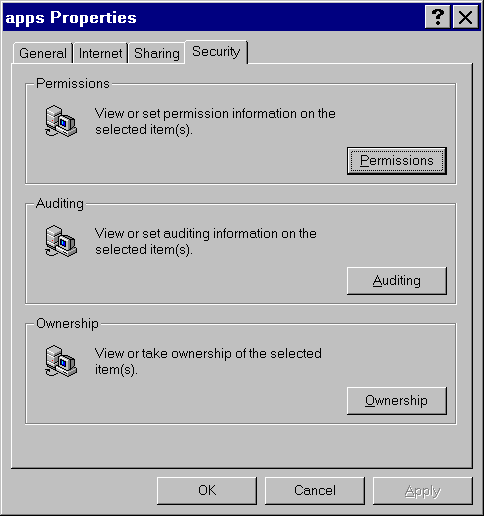 apps Properties
?
General Internet Sharing Security
Permissions
View or set permission information on the
selected item(s).
Permissions
Auditing
View or set auditing information on the
selected item(s).
Auditing
Ownership
View or take ownership of the selected
item(s).
Ownership
OK Cancel Apply